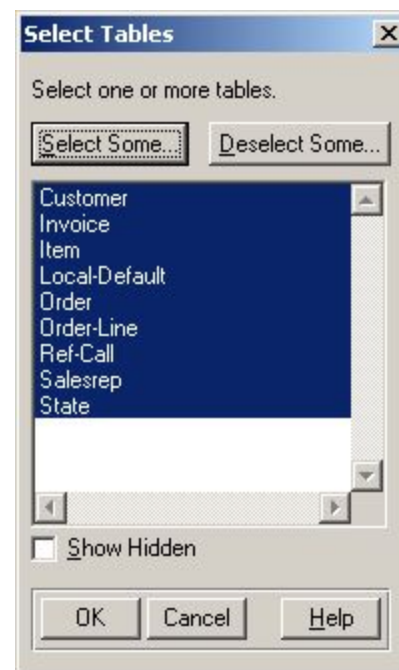 Select Tables
Select one or more tables.
Select Some... Deselect Some...
Customer
Invoice
Item
Local-Default
Order
Order-Line
Ref-Call
Salesrep
State
Show Hidden
OK Cancel Help